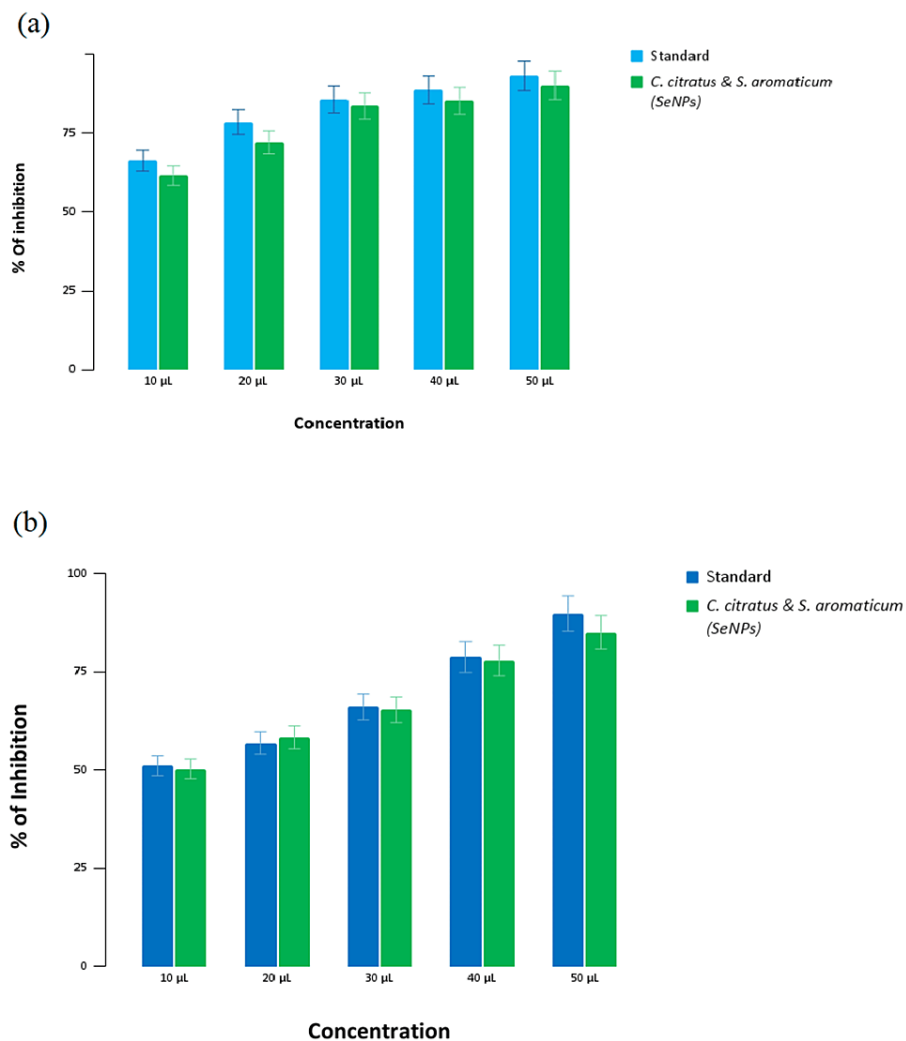 (a)
Standard
C. citratus & S. aromaticum
(SeNPs)
75
50
25
0
% Of inhibition
10 µL
20 µL
30 µL
40 µL
50 µL
Concentration
(b)
100
75
50
25
0
% of Inhibition
Standard
C. citratus & S. aromaticum
(SeNPs)
10 µL
20 µL
30 µL
40 µL
50 µL
Concentration